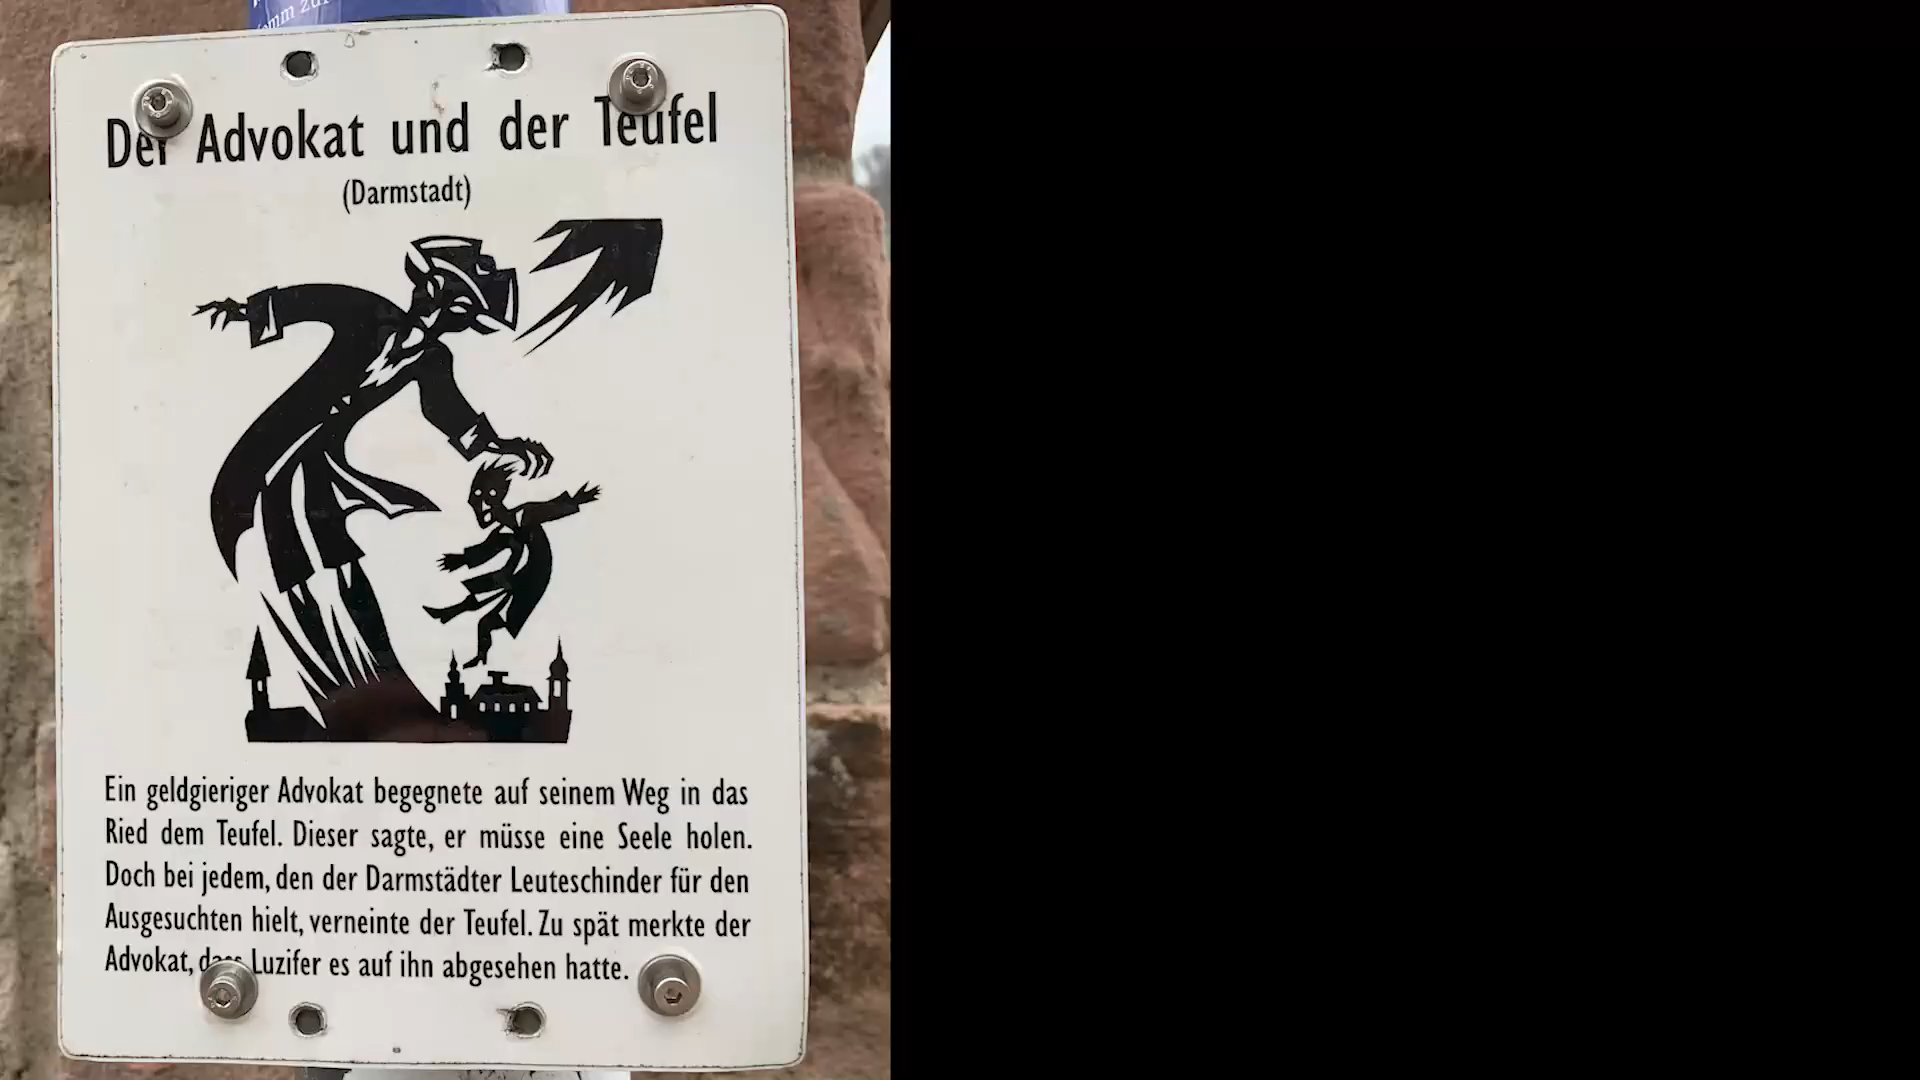 Der Advokat und der Teufel
(Darmstadt)
Ein geldgieriger Advokat begegnete auf seinem Weg in das
Ried dem Teufel. Dieser sagte, er müsse eine Seele holen.
Doch bei jedem, den der Darmstädter Leuteschinder für den
Ausgesuchten hielt, verneinte der Teufel. Zu spät merkte der
Advokat, dass Luzifer es auf ihn abgesehen hatte.